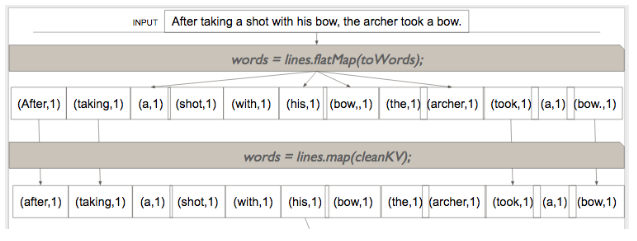 INPUT After taking a shot with his bow, the archer took a bow.
words = lines.flatMap(toWords);
(After,1) (taking,1) (a,1) (shot,1) (with,1) (his,1) (bow,,1) (the,1) (archer,1) (took,1) (a,1) (bow.,1)
words = lines.map(cleanKV);
(after,1) (taking,1) (a,1) (shot,1) (with,1) (his,1) (bow,1) (the,1) (archer,1) (took,1) (a,1) (bow,1)